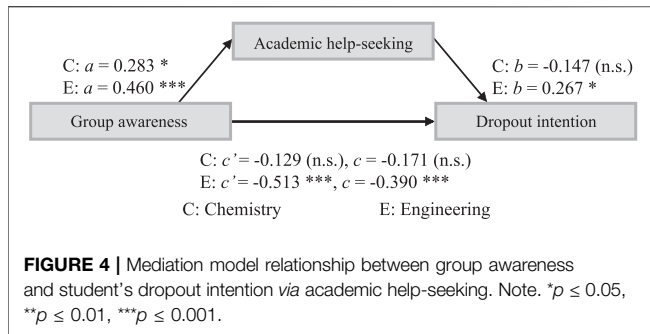 Academic help-seeking
C: a = 0.283 *
E: a = 0.460 ***
C: b = -0.147 (n.s.)
E: b = 0.267 *
Group awareness
Dropout intention
C: c’= -0.129 (n.s.), c = -0.171 (n.s.)
E: c’= -0.513 ***, c = -0.390 ***
C: Chemistry E: Engineering
FIGURE 4 | Mediation model relationship between group awareness
and student's dropout intention via academic help-seeking. Note. *p ≤ 0.05,
**p ≤ 0.01, ***p ≤ 0.001.